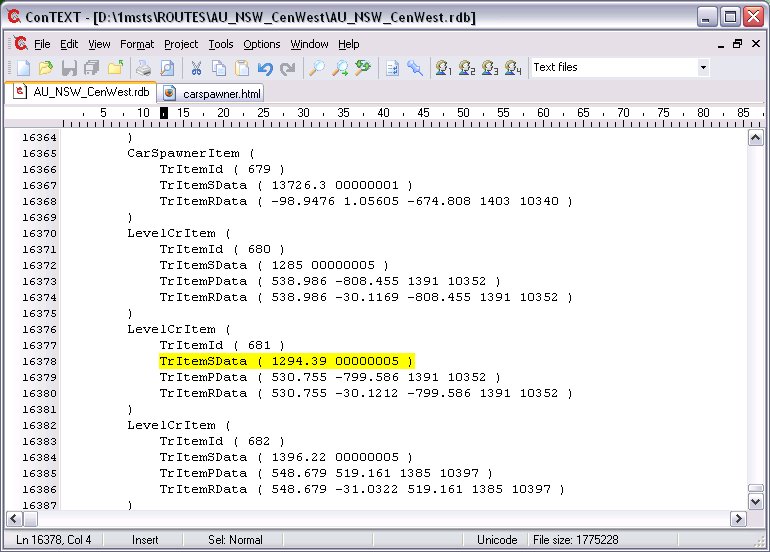 ConTEXT - [D:\1msts\ROUTES\AU_NSW_CenWest\AU_NSW_CenWest.rdb]
File Edit View Format Project Tools Options Window Help
1 2 3 4 Text files
AU_NSW_CenWest.rdb carspawner.html
5 10 15 20 25 30 35 40 45 50 55 60 65 70 75 80 85
16364 )
16365 CarSpawnerItem (
16366 TrItemId ( 679 )
16367 TrItemSData ( 13726.3 00000001 )
16368 TrItemRData ( -98.9476 1.05605 -674.808 1403 10340 )
16369 )
16370 LevelCrItem (
16371 TrItemId ( 680 )
16372 TrItemSData ( 1285 00000005 )
16373 TrItemPData ( 538.986 -808.455 1391 10352 )
16374 TrItemRData ( 538.986 -30.1169 -808.455 1391 10352 )
16375 )
16376 LevelCrItem (
16377 TrItemId ( 681 )
16378 TrItemSData ( 1294.39 00000005 )
16379 TrItemPData ( 530.755 -799.586 1391 10352 )
16380 TrItemRData ( 530.755 -30.1212 -799.586 1391 10352 )
16381 )
16382 LevelCrItem (
16383 TrItemId ( 682 )
16384 TrItemSData ( 1396.22 00000005 )
16385 TrItemPData ( 548.679 519.161 1385 10397 )
16386 TrItemRData ( 548.679 -31.0322 519.161 1385 10397 )
16387 )
Ln 16378, Col 4 Insert Sel: Normal Unicode File size: 1775228